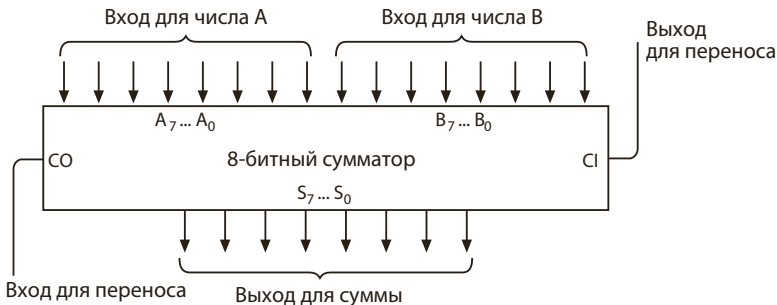 Вход для числа A
Вход для числа B
Выход
для переноса
A7 ... A0
B7 ... B0
CO
8-битный сумматор
CI
S7 ... S0
Вход для переноса
Выход для суммы